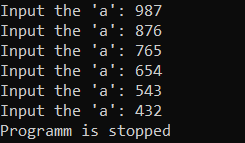 Input the 'a': 987
Input the 'a': 876
Input the 'a': 765
Input the 'a': 654
Input the 'a': 543
Input the 'a': 432
Programm is stopped